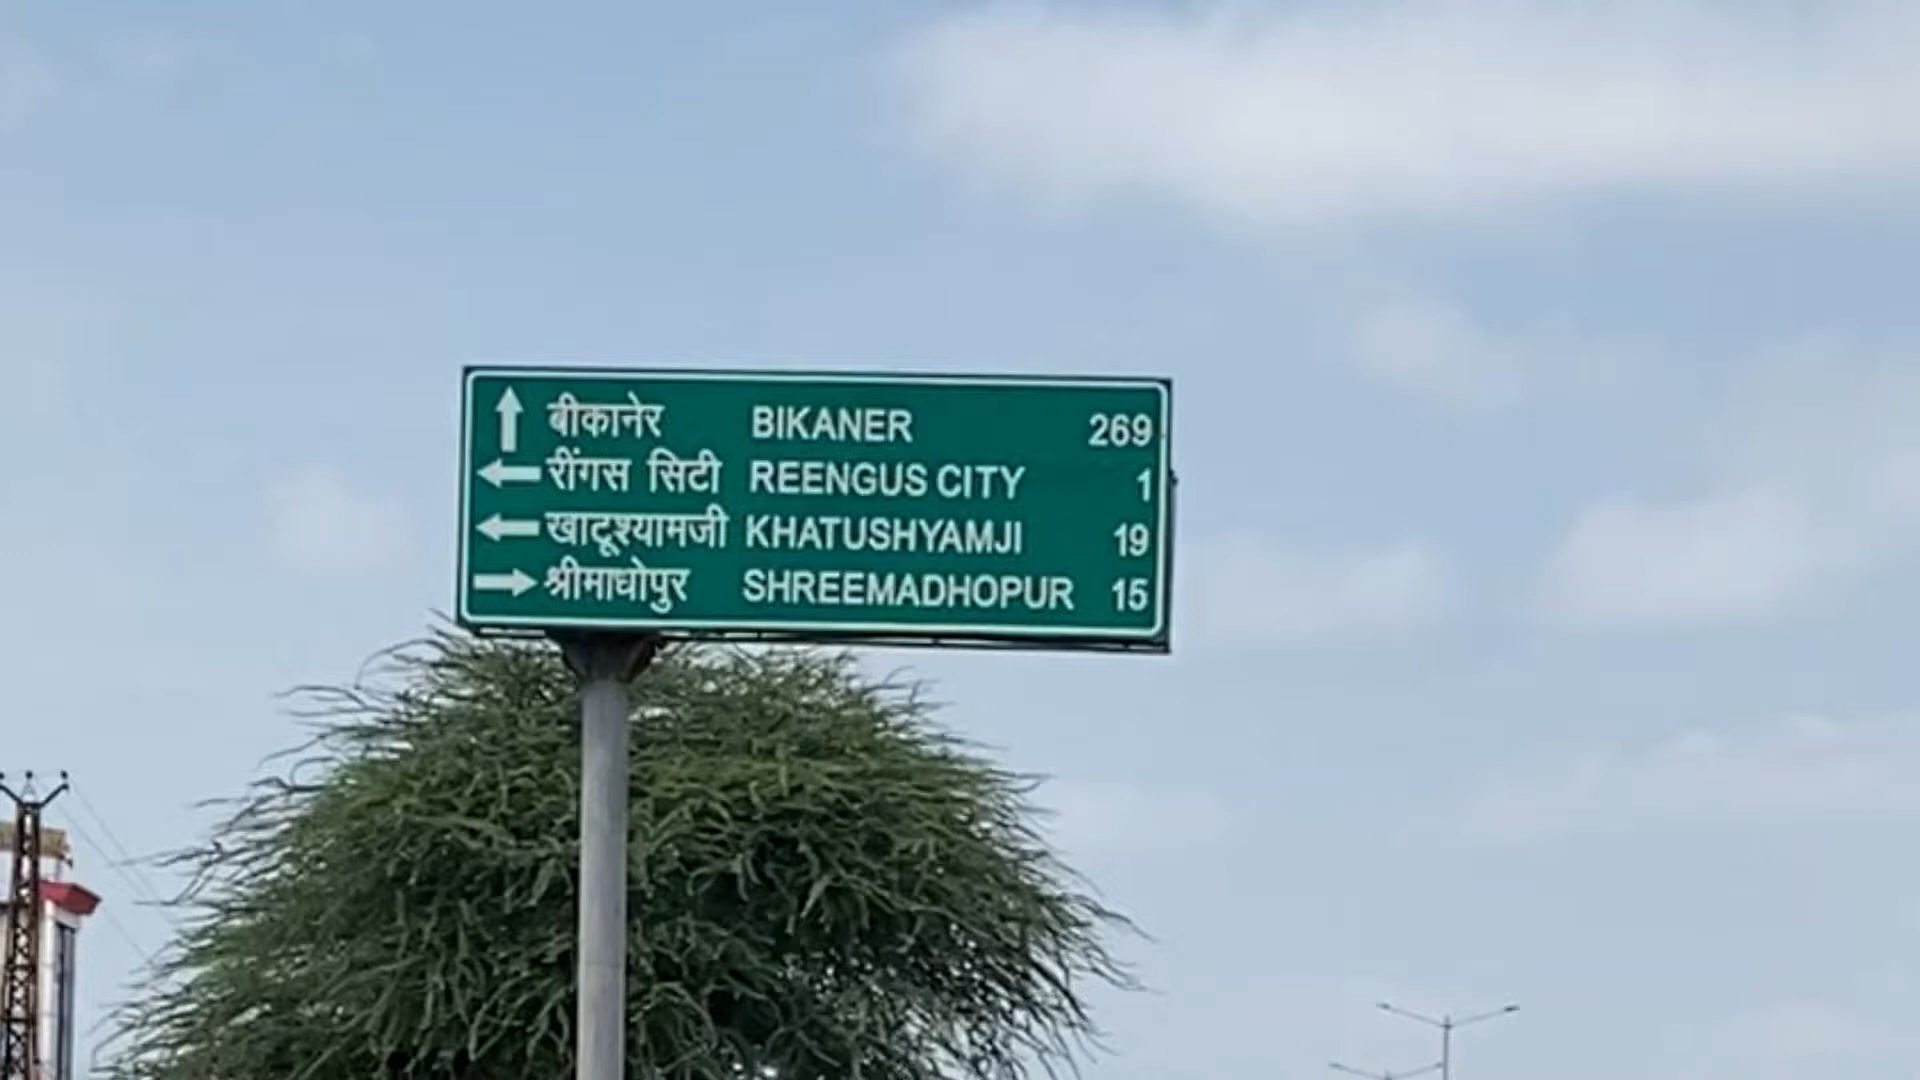 बीकानेर BIKANER 269
रींगस सिटी REENGUS CITY 1
खाटूश्यामजी KHATUSHYAMJI 19
श्रीमाधोपुर SHREEMADHOPUR 15